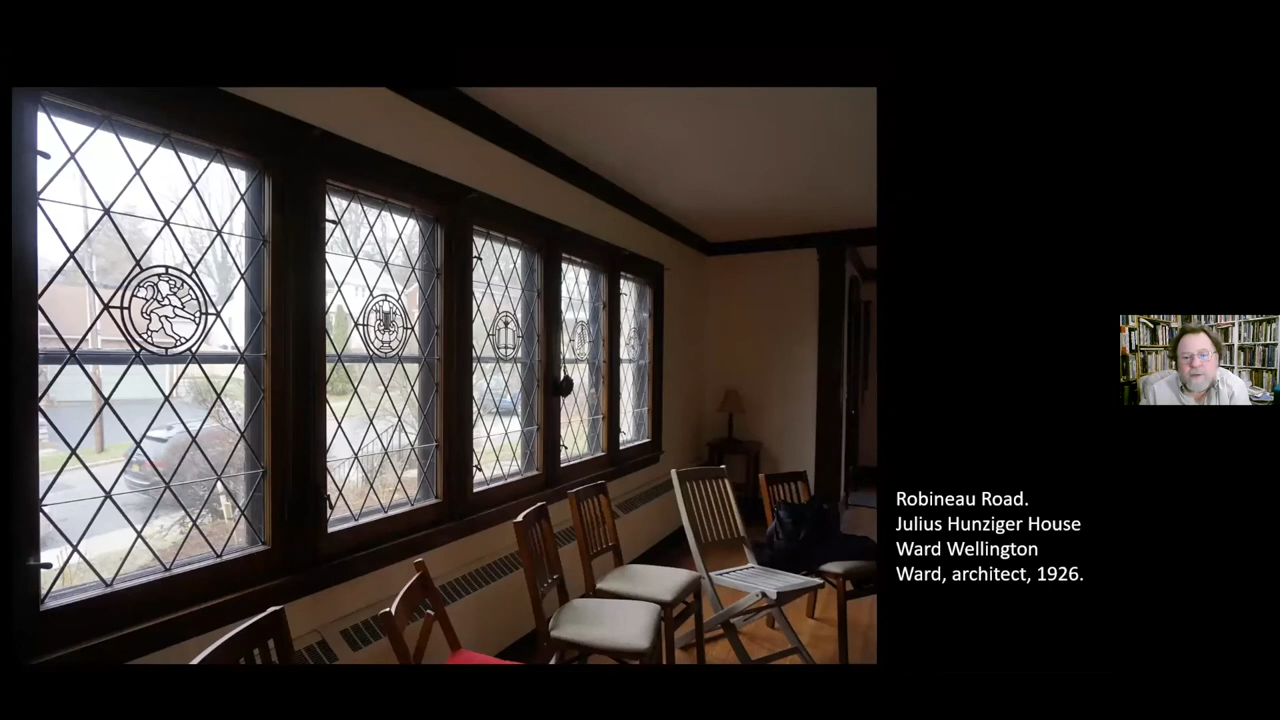 Robineau Road.
Julius Hunziger House
Ward Wellington
Ward, architect, 1926.